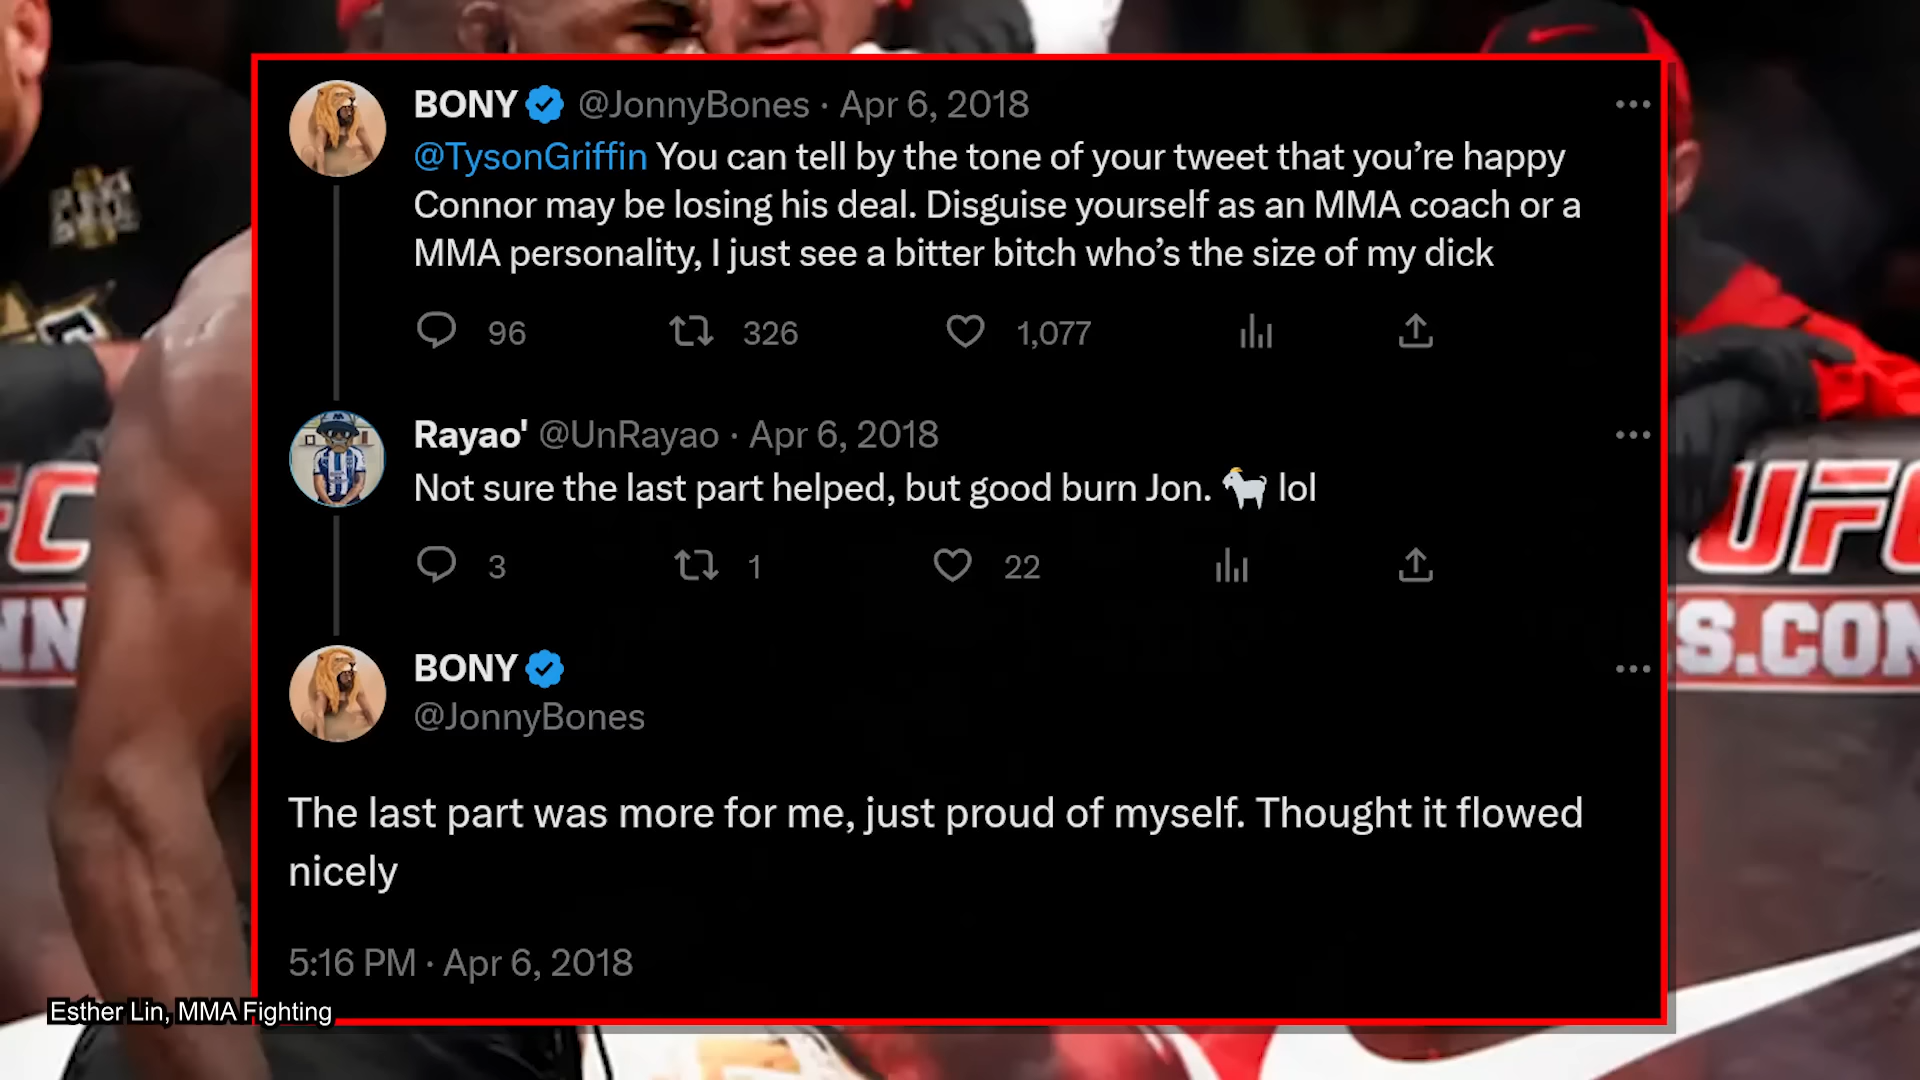 BONY @JonnyBones · Apr 6, 2018
@TysonGriffin You can tell by the tone of your tweet that you’re happy
Connor may be losing his deal. Disguise yourself as an MMA coach or a
MMA personality, I just see a bitter bitch who’s the size of my dick
96 326 1,077
Rayao' @UnRayao · Apr 6, 2018
Not sure the last part helped, but good burn Jon. 🐐 lol
3 1 22
BONY
@JonnyBones
The last part was more for me, just proud of myself. Thought it flowed
nicely
5:16 PM · Apr 6, 2018
Esther Lin, MMA Fighting
FC
UFC
NN
S.CON